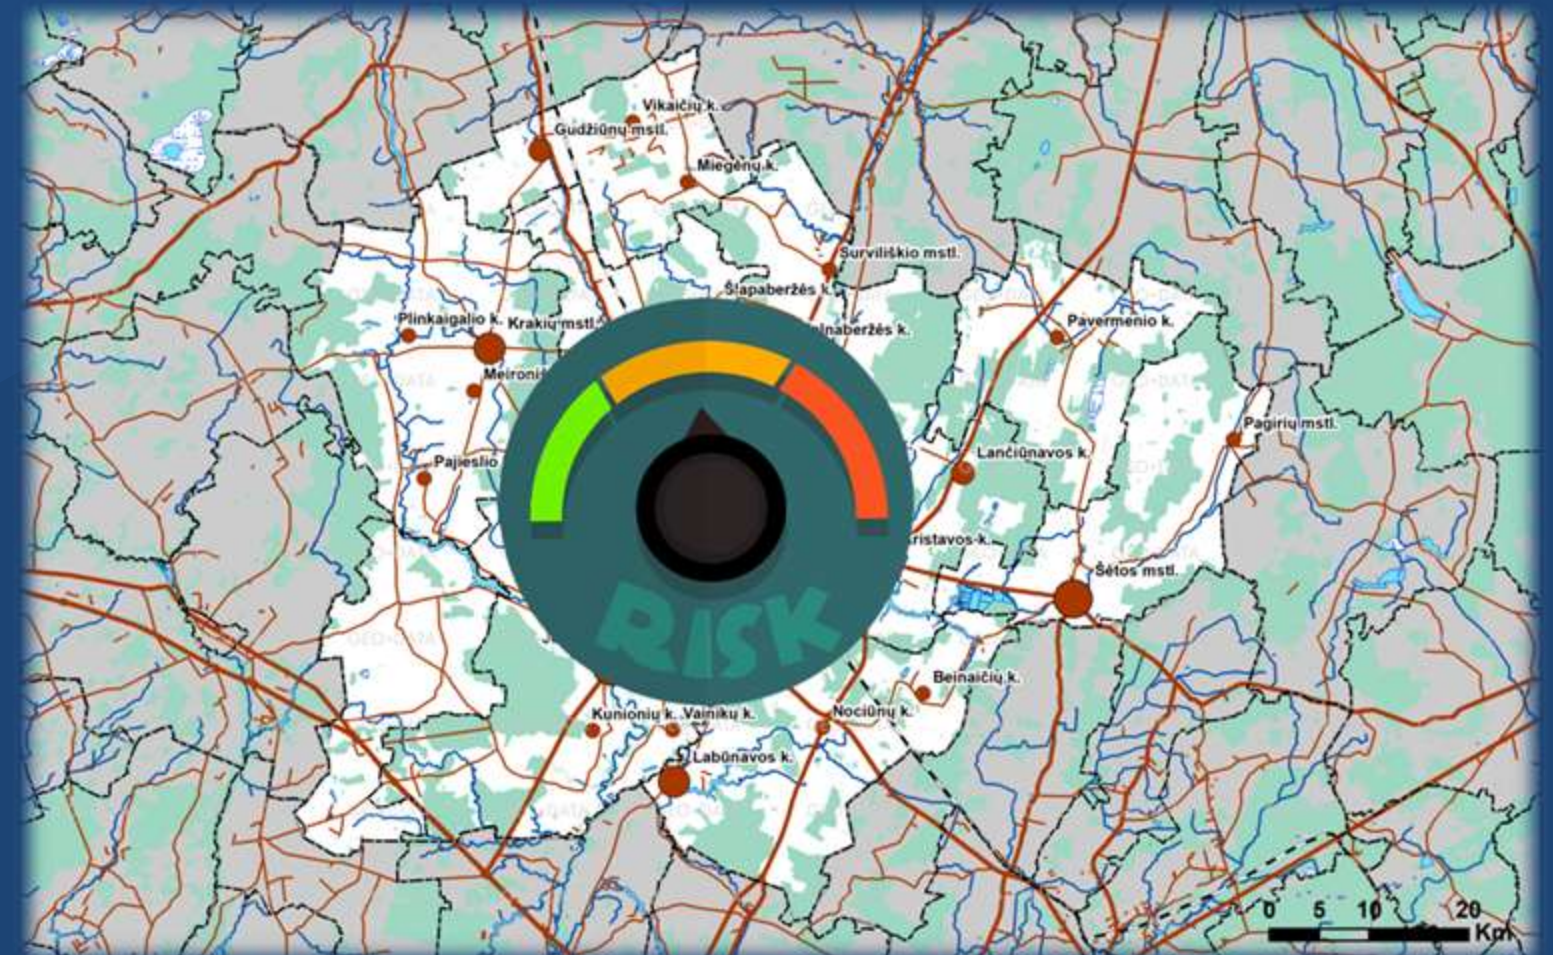 Vikaičių k.
Gudžiūnų mstl.
Miegėnų k.
Surviliškio mstl.
Šlapaberžės k.
Plinkaigalio k.
Krakių mstl.
Pavermenio k.
Pagirių mstl.
Lančiūnavos k.
Pajieslio
Šėtos mstl.
RISK
Beinaičių k.
Kunionių k.
Vainikų k.
Nociūnų k.
Labūnavos k.
0 5 10 20
Km